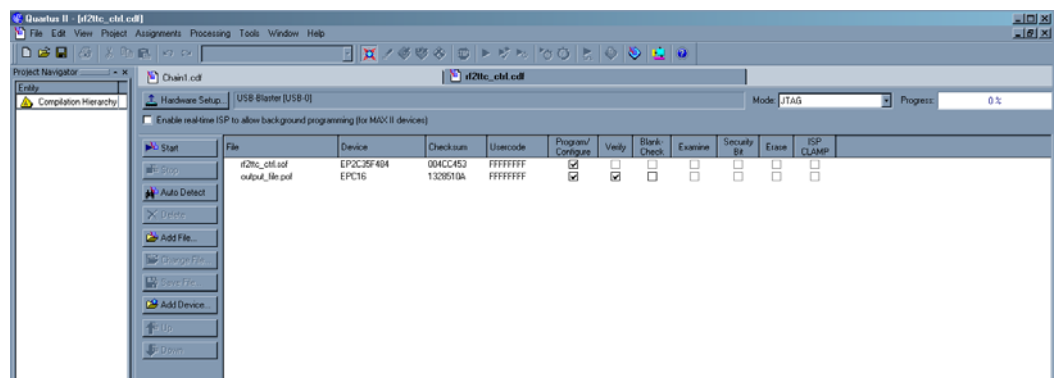 Quartus II - [rf2ttc_ctrl.cdf]
File Edit View Project Assignments Processing Tools Window Help
Project Navigator
Entity
Compilation Hierarchy
Chain1.cdf
rf2ttc_ctrl.cdf
Hardware Setup... USB-Blaster [USB-0] Mode: JTAG Progress: 0 %
Enable real-time ISP to allow background programming (for MAX II devices)
Start
Stop
Auto Detect
Delete
Add File...
Change File...
Save File
Add Device...
Up
Down
File Device Checksum Usercode Program/ Configure Verify Blank- Check Examine Security Bit Erase ISP CLAMP
rf2ttc_ctrl.sof EP2C35F484 004CC453 FFFFFFFF
output_file.pof EPC16 1328510A FFFFFFFF